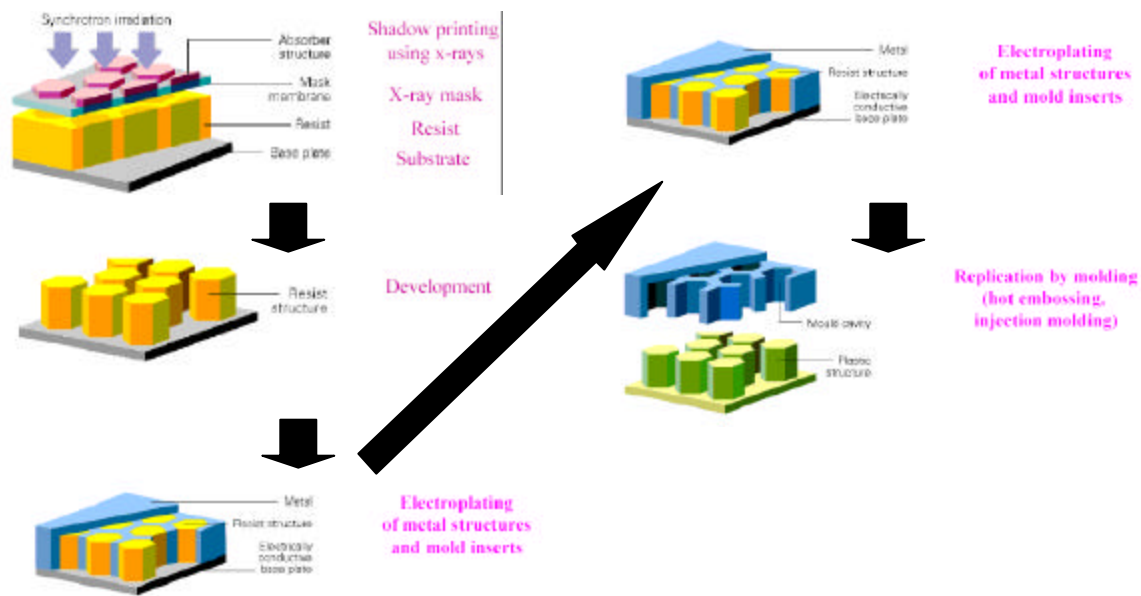 Synchrotron irradiation
Absorber
structure
Mask
membrane
Resist
Base plate
Shadow printing
using x-rays
X-ray mask
Resist
Substrate
Resist
structure
Development
Metal
Resist structure
Electrically
conductive
base plate
Electroplating
of metal structures
and mold inserts
Metal
Resist structure
Electrically
conductive
base plate
Electroplating
of metal structures
and mold inserts
Mould cavity
Plastic
structure
Replication by molding
(hot embossing,
injection molding)